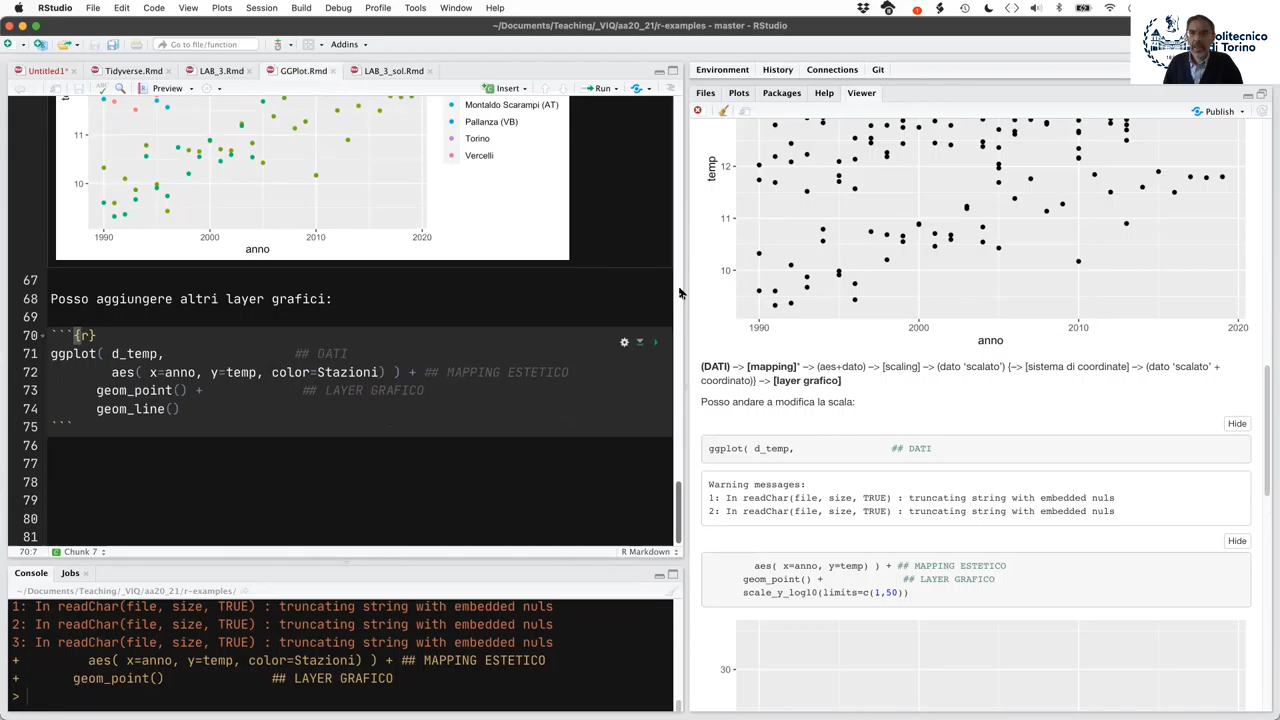 RStudio File Edit Code View Plots Session Build Debug Profile Tools Window Help
~/Documents/Teaching/_VIQ/aa20_21/r-examples - master - RStudio
Politecnico
di Torino
Go to file/function Addins
Untitled1* Tidyverse.Rmd LAB_3.Rmd GGPlot.Rmd LAB_3_sol.Rmd
Preview Insert Run
Montaldo Scarampi (AT)
Pallanza (VB)
Torino
Vercelli
11
10
1990 2000 2010 2020
anno
67
68 Posso aggiungere altri layer grafici:
69
70 ```{r}
71 ggplot( d_temp, ## DATI
72 aes( x=anno, y=temp, color=Stazioni) ) + ## MAPPING ESTETICO
73 geom_point() + ## LAYER GRAFICO
74 geom_line()
75 ```
76
77
78
79
80
81
70:7 Chunk 7 R Markdown
Console Jobs
~/Documents/Teaching/_VIQ/aa20_21/r-examples/
1: In readChar(file, size, TRUE) : truncating string with embedded nuls
2: In readChar(file, size, TRUE) : truncating string with embedded nuls
3: In readChar(file, size, TRUE) : truncating string with embedded nuls
+ aes( x=anno, y=temp, color=Stazioni) ) + ## MAPPING ESTETICO
+ geom_point() ## LAYER GRAFICO
>
Environment History Connections Git
Files Plots Packages Help Viewer
Publish
temp
12
11
10
1990 2000 2010 2020
anno
(DATI) –> [mapping]* –> (aes+dato) –> [scaling] –> (dato 'scalato') {–> [sistema di coordinate] –> (dato 'scalato' +
coordinato)} –> [layer grafico]
Posso andare a modifica la scala:
Hide
ggplot( d_temp, ## DATI
Warning messages:
1: In readChar(file, size, TRUE) : truncating string with embedded nuls
2: In readChar(file, size, TRUE) : truncating string with embedded nuls
Hide
aes( x=anno, y=temp) ) + ## MAPPING ESTETICO
geom_point() + ## LAYER GRAFICO
scale_y_log10(limits=c(1,50))
30